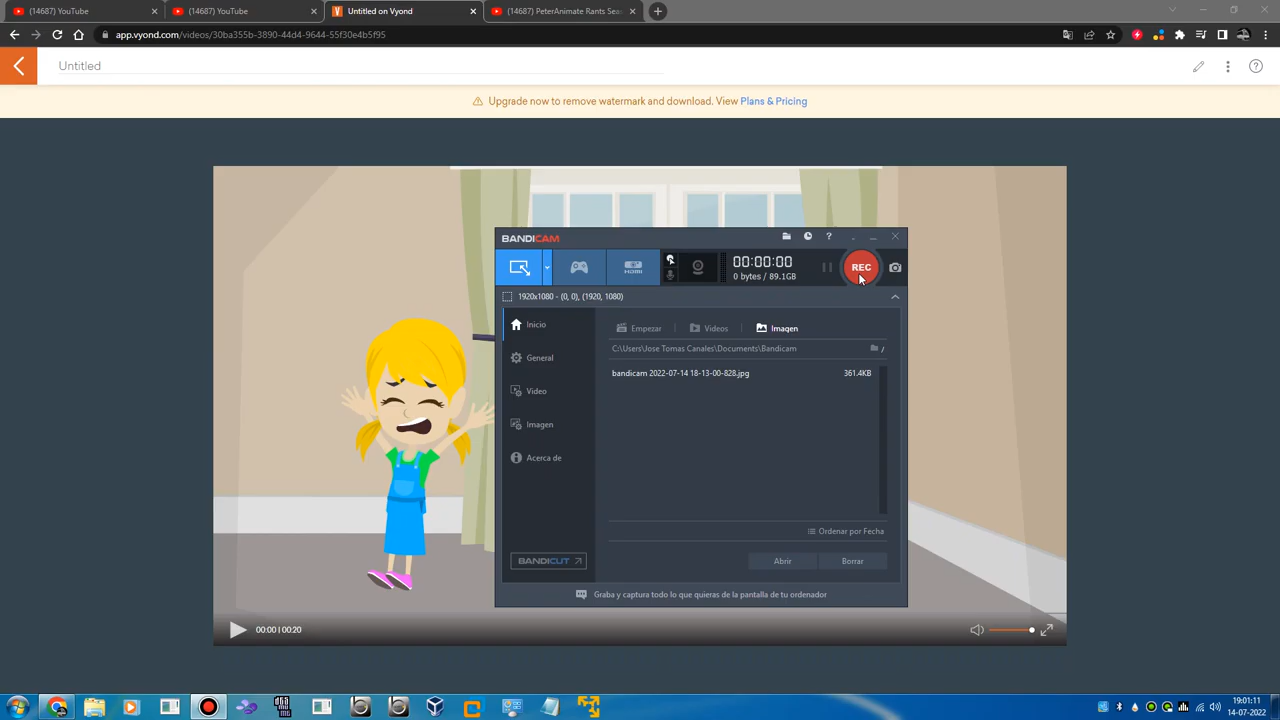 (14687) YouTube
(14687) YouTube
Untitled on Vyond
(14687) PeterAnimate Rants Sea
app.vyond.com/videos/30ba355b-3890-44d4-9644-55f30e4b5f95
Untitled
Upgrade now to remove watermark and download. View Plans & Pricing
BANDICAM
HDMI
00:00:00
0 bytes / 89.1GB
REC
1920x1080 - (0, 0), (1920, 1080)
Inicio
General
Video
Imagen
Acerca de
BANDICUT
Empezar
Videos
Imagen
C:\Users\Jose Tomas Canales\Documents\Bandicam
/
bandicam 2022-07-14 18-13-00-828.jpg
361.4KB
Ordenar por Fecha
Abrir
Borrar
Graba y captura todo lo que quieras de la pantalla de tu ordenador
00:00 | 00:20
19:01:11
14-07-2022